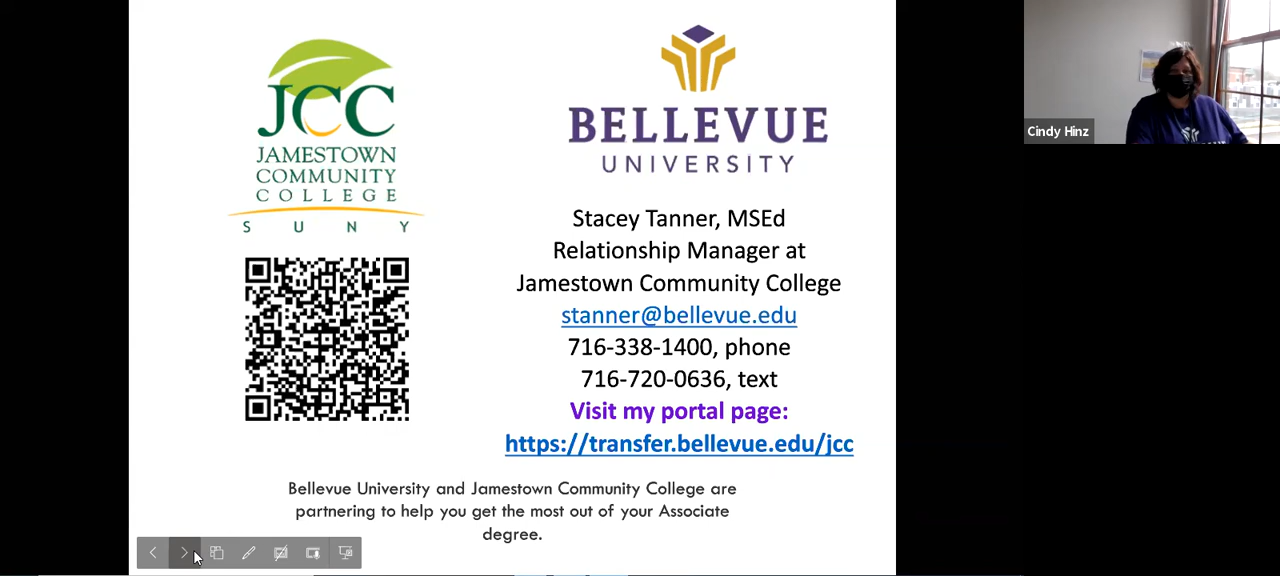 JCC
JAMESTOWN
COMMUNITY
COLLEGE
SUNY
BELLEVUE
UNIVERSITY
Stacey Tanner, MSEd
Relationship Manager at
Jamestown Community College
stanner@bellevue.edu
716-338-1400, phone
716-720-0636, text
Visit my portal page:
https://transfer.bellevue.edu/jcc
Bellevue University and Jamestown Community College are
partnering to help you get the most out of your Associate
degree.
Cindy Hinz